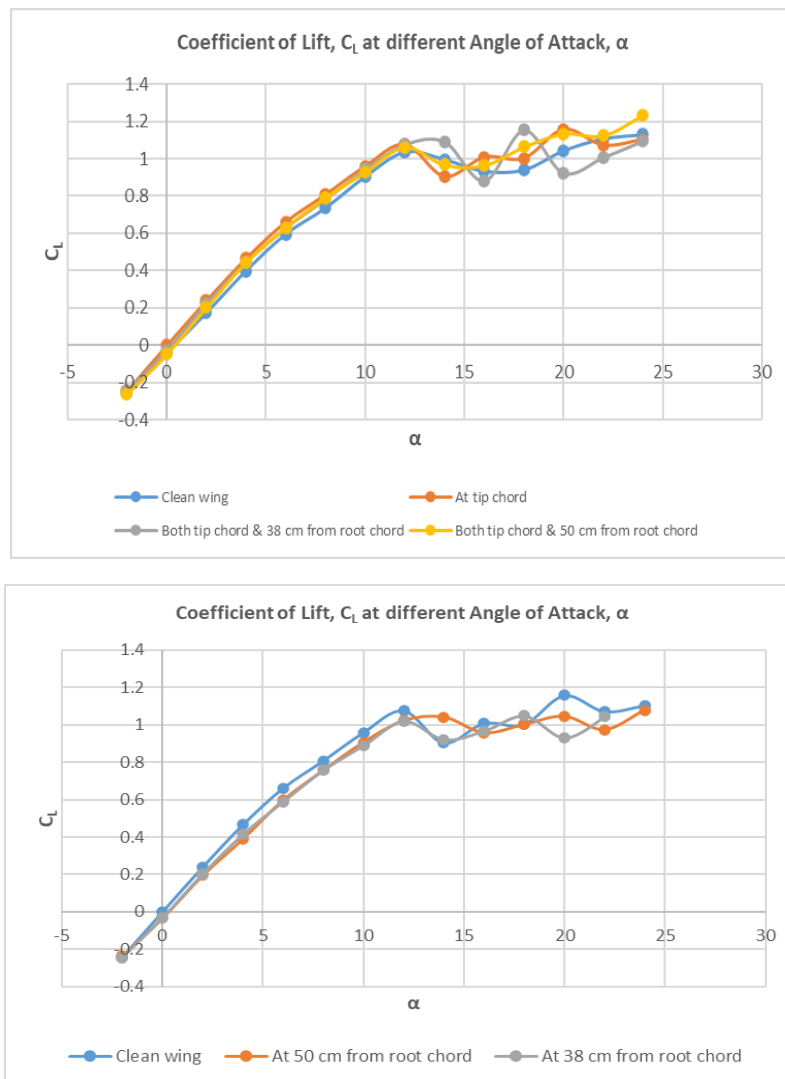 Coefficient of Lift, CL at different Angle of Attack, α
1.4
1.2
1
0.8
0.6
0.4
0.2
0
-0.2
-0.4
-5 0 5 10 15 20 25 30
CL
α
Clean wing At tip chord
Both tip chord & 38 cm from root chord Both tip chord & 50 cm from root chord
Coefficient of Lift, CL at different Angle of Attack, α
1.4
1.2
1
0.8
0.6
0.4
0.2
0
-0.2
-0.4
-5 0 5 10 15 20 25 30
CL
α
Clean wing At 50 cm from root chord At 38 cm from root chord